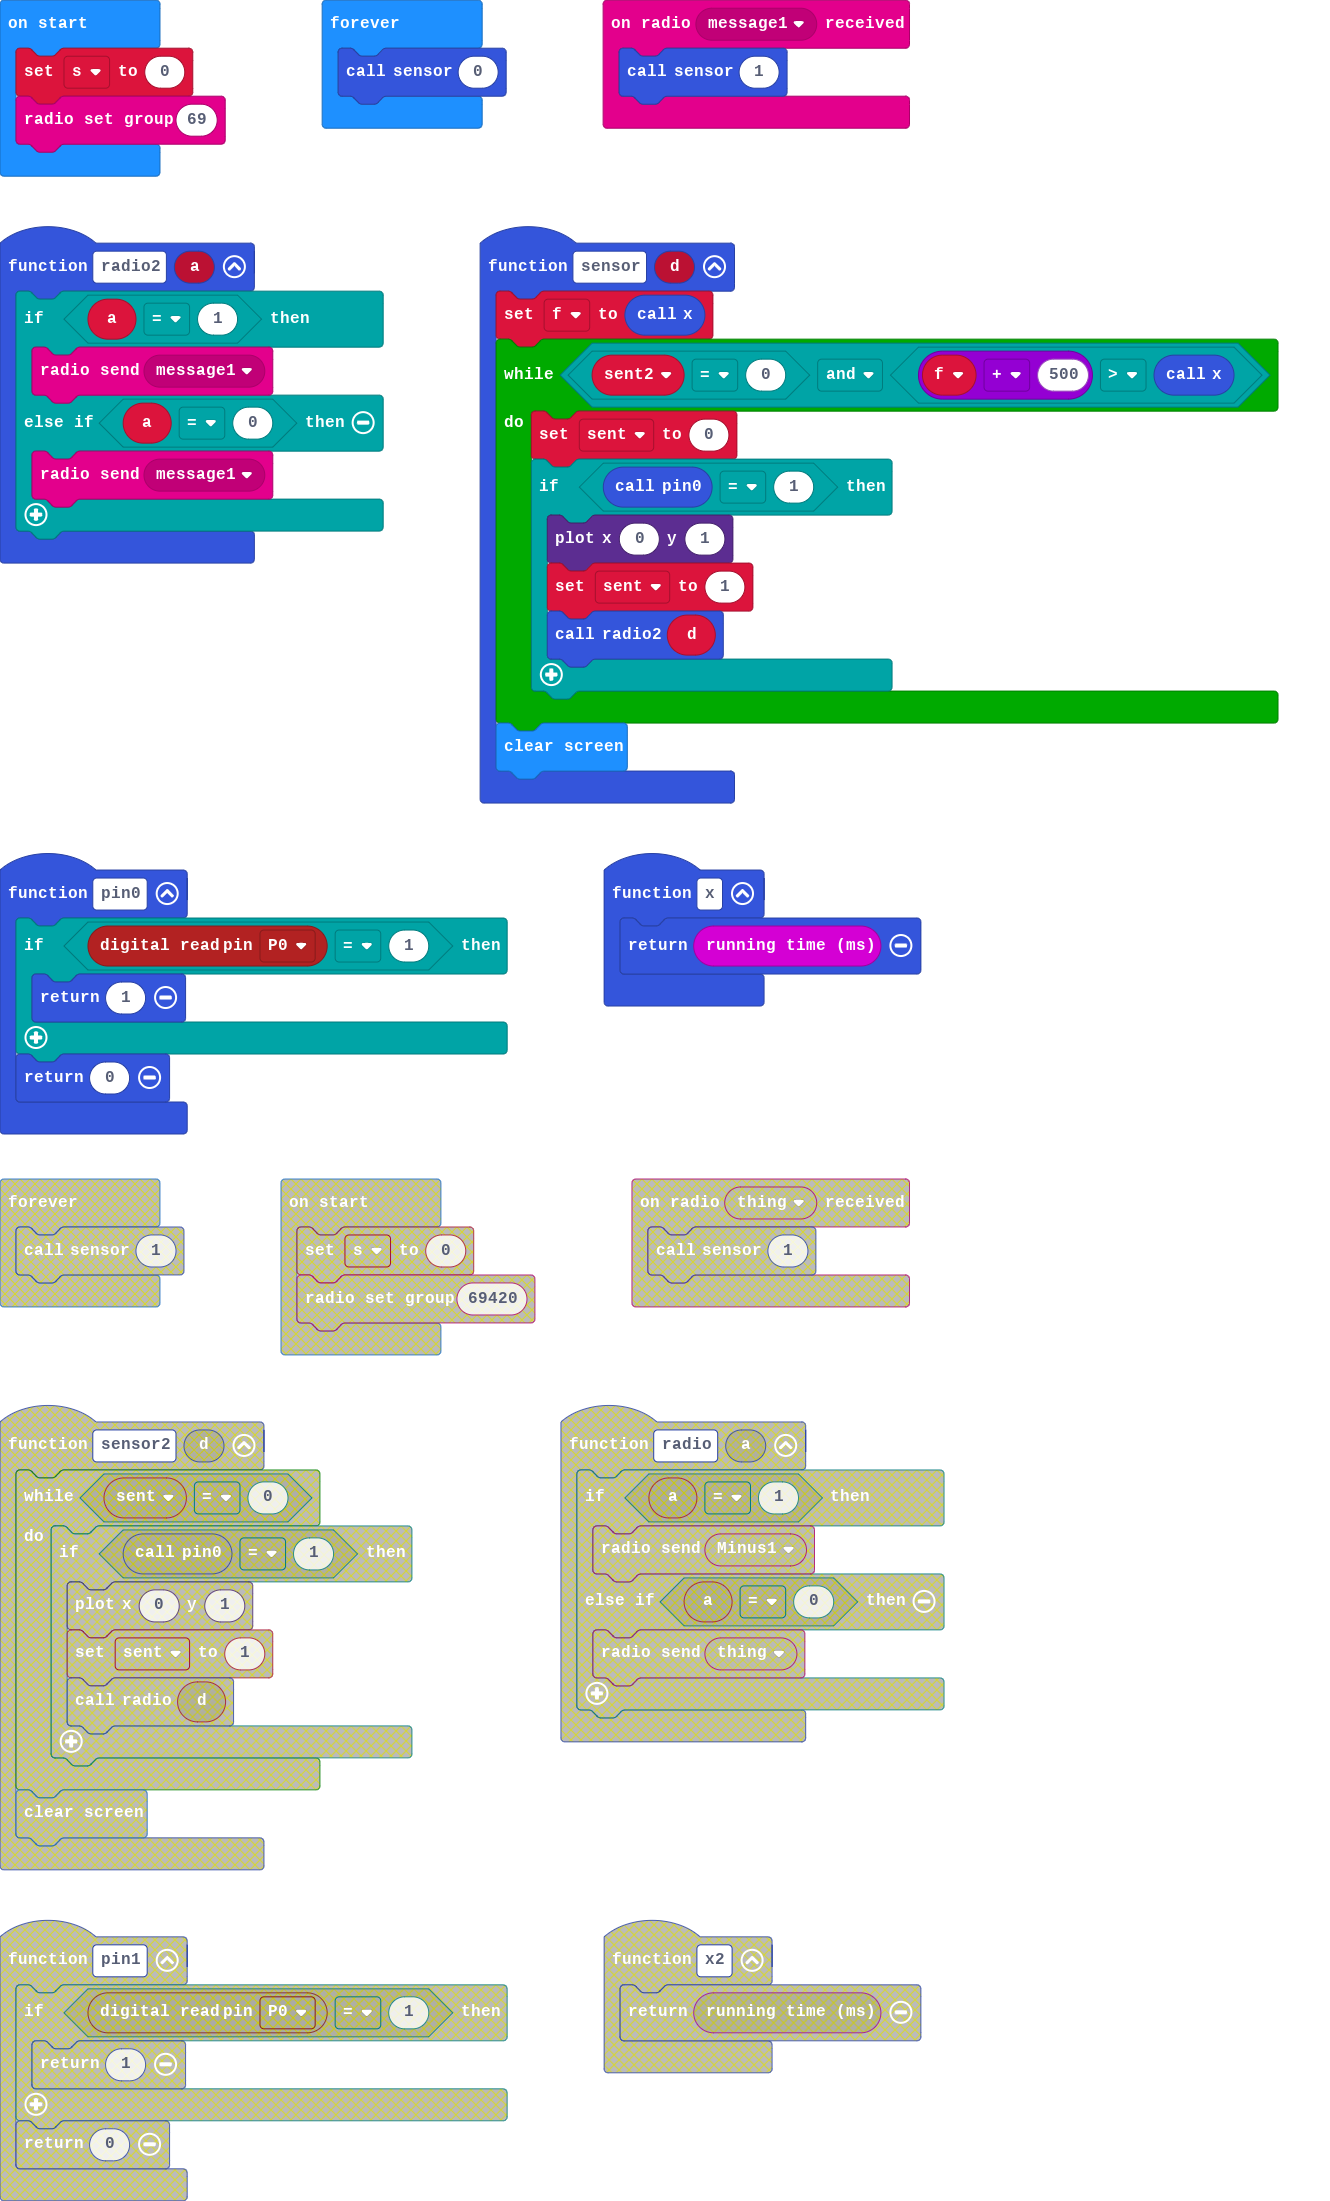 on start
set s to 0
radio set group 69
forever
call sensor 0
on radio message1 received
call sensor 1
function radio2 a
if a = 1 then
radio send message1
else if a = 0 then
radio send message1
function sensor d
set f to call x
while sent2 = 0 and f + 500 > call x
do set sent to 0
if call pin0 = 1 then
plot x 0 y 1
set sent to 1
call radio2 d
clear screen
function pin0
if digital read pin P0 = 1 then
return 1
return 0
function x
return running time (ms)
forever
call sensor 1
on start
set s to 0
radio set group 69420
on radio thing received
call sensor 1
function sensor2 d
while sent = 0
do if call pin0 = 1 then
plot x 0 y 1
set sent to 1
call radio d
clear screen
function radio a
if a = 1 then
radio send Minus1
else if a = 0 then
radio send thing
function pin1
if digital read pin P0 = 1 then
return 1
return 0
function x2
return running time (ms)